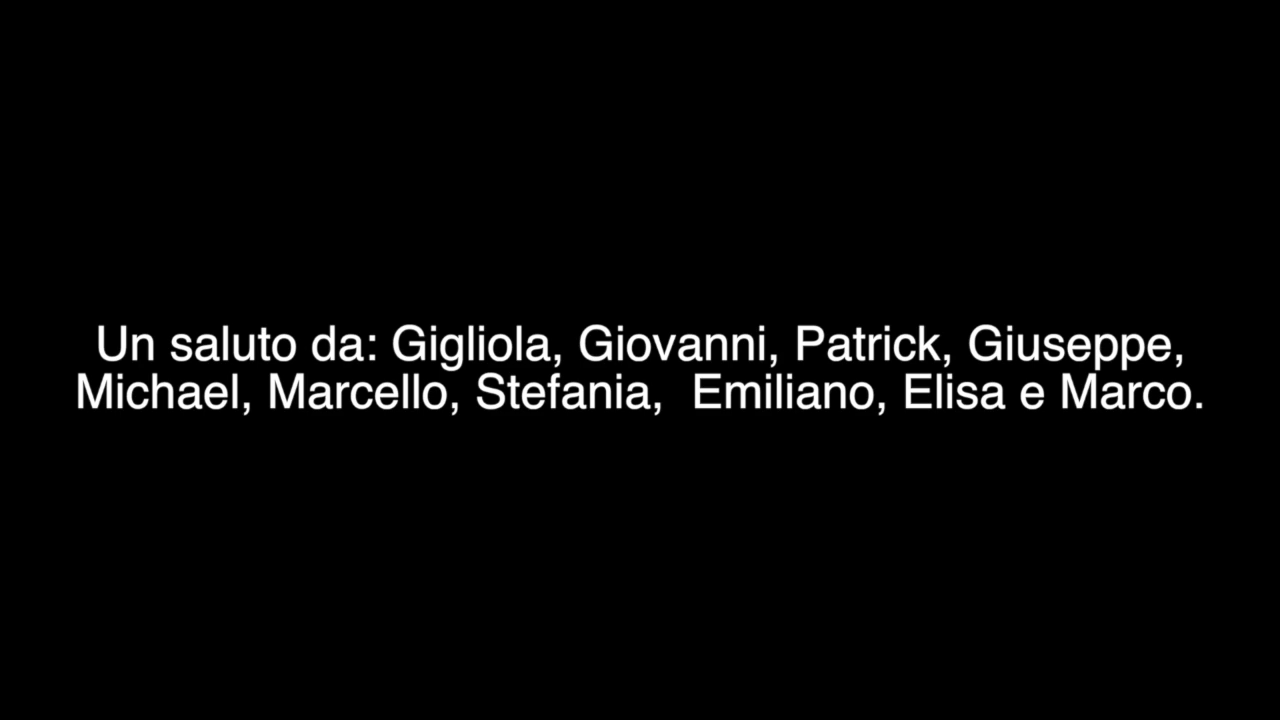 Un saluto da: Gigliola, Giovanni, Patrick, Giuseppe,
Michael, Marcello, Stefania,  Emiliano, Elisa e Marco.